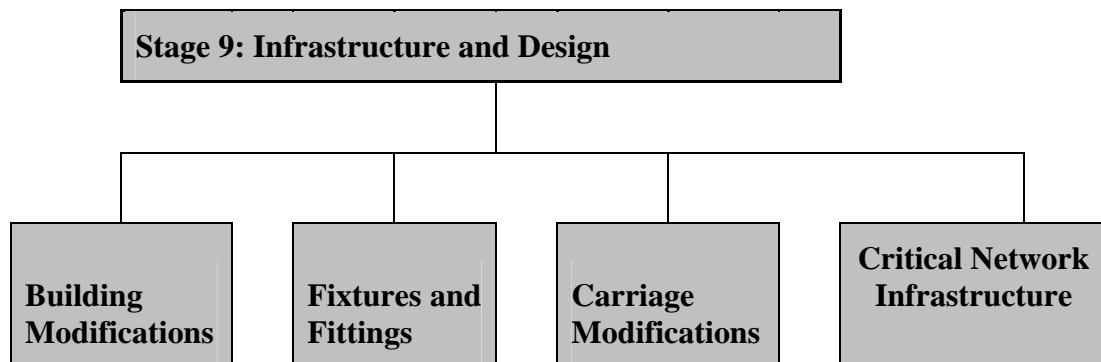 Stage 9: Infrastructure and Design
Building
Modifications
Fixtures and
Fittings
Carriage
Modifications
Critical Network
Infrastructure